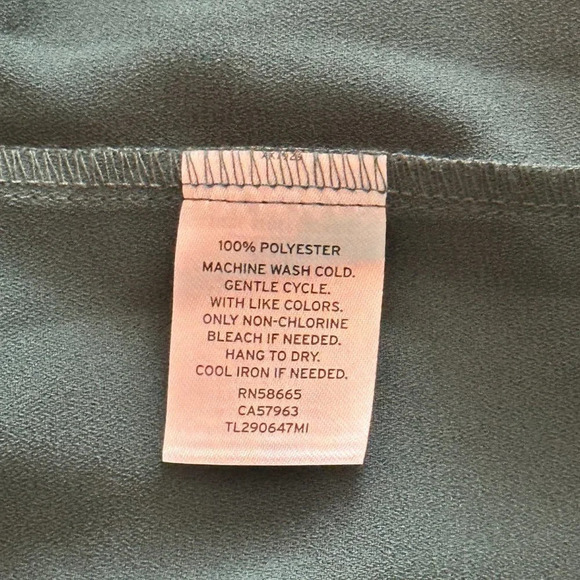 100% POLYESTER
MACHINE WASH COLD.
GENTLE CYCLE.
WITH LIKE COLORS.
ONLY NON-CHLORINE
BLEACH IF NEEDED.
HANG TO DRY.
COOL IRON IF NEEDED.
RN58665
CA57963
TL290647MI